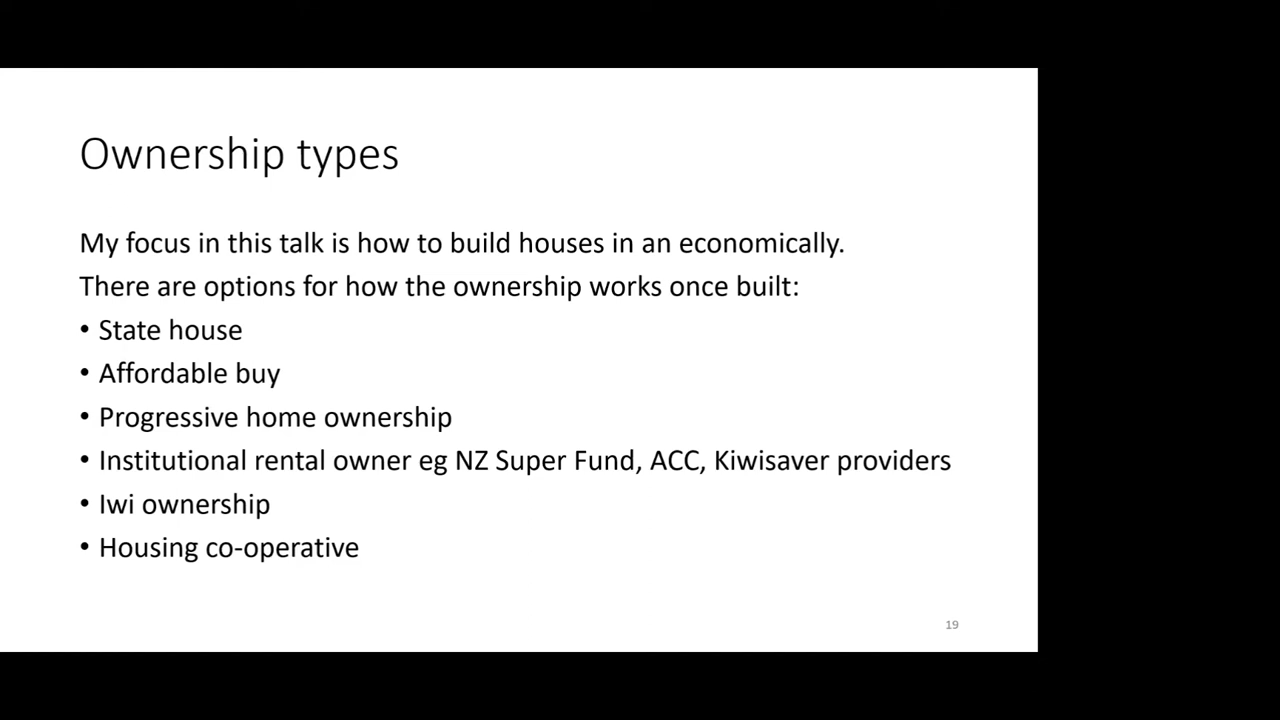 Ownership types
My focus in this talk is how to build houses in an economically.
There are options for how the ownership works once built:
• State house
• Affordable buy
• Progressive home ownership
• Institutional rental owner eg NZ Super Fund, ACC, Kiwisaver providers
• Iwi ownership
• Housing co-operative
19